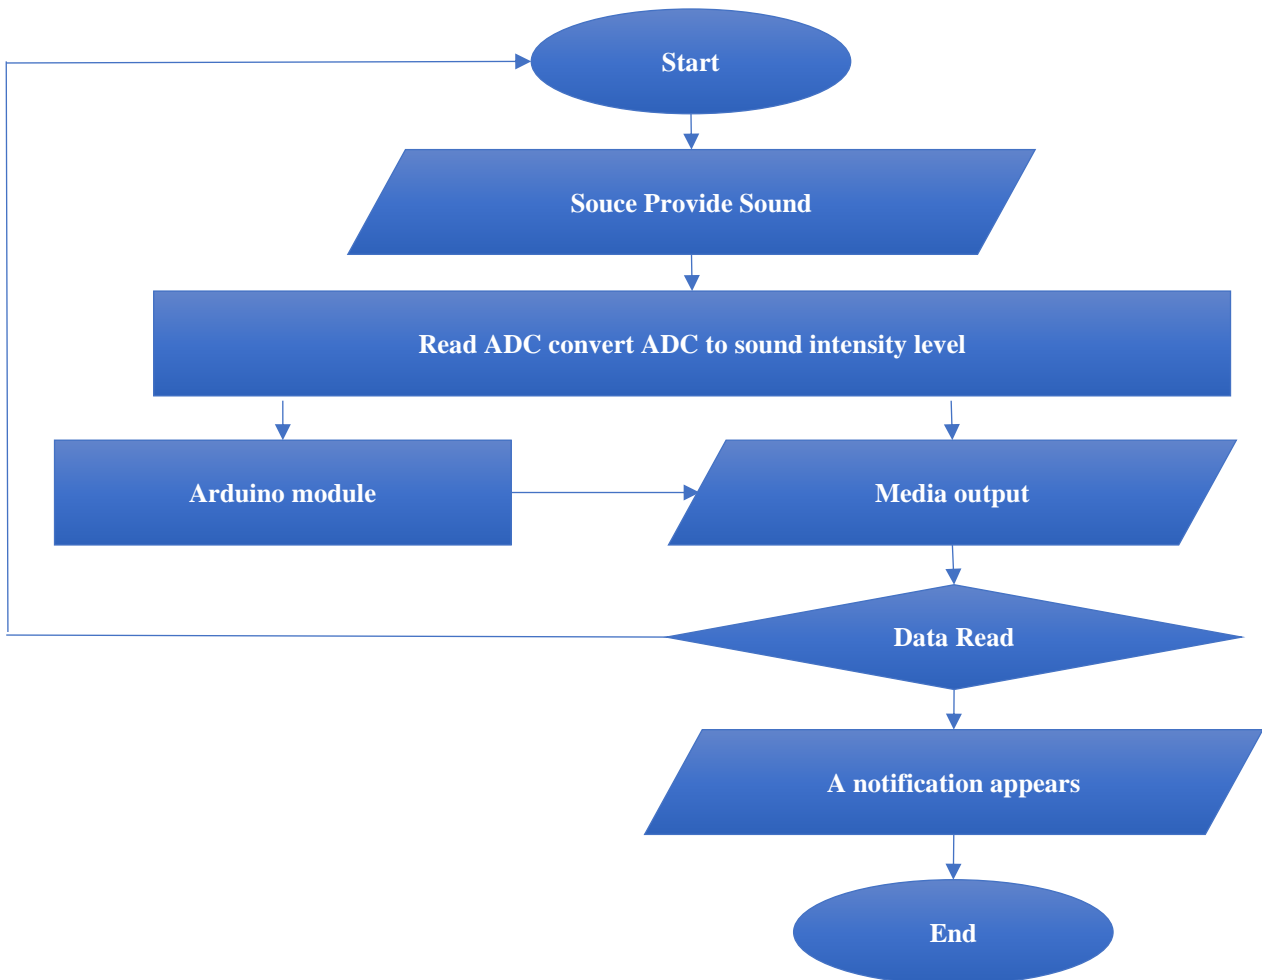 Start
Souce Provide Sound
Read ADC convert ADC to sound intensity level
Arduino module
Media output
Data Read
A notification appears
End